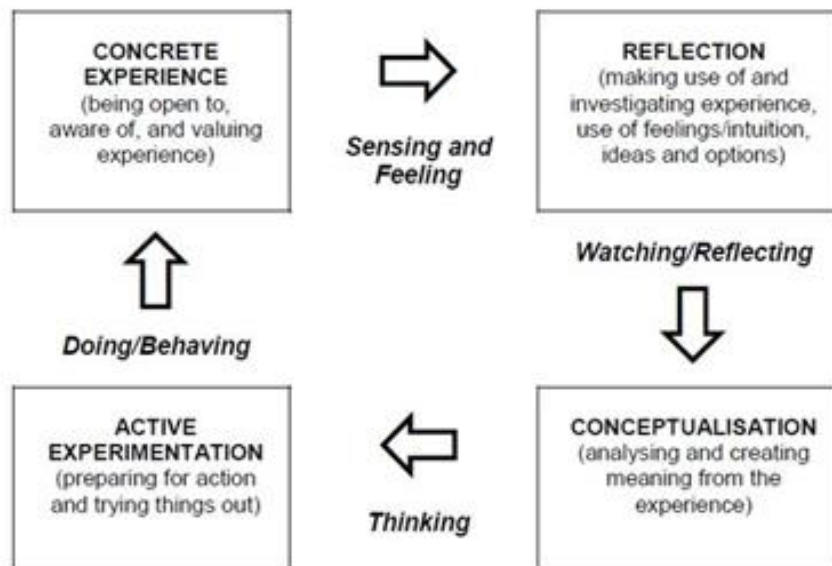 CONCRETE
EXPERIENCE
(being open to,
aware of, and valuing
experience)
Sensing and
Feeling
REFLECTION
(making use of and
investigating experience,
use of feelings/intuition,
ideas and options)
Watching/Reflecting
Doing/Behaving
ACTIVE
EXPERIMENTATION
(preparing for action
and trying things out)
Thinking
CONCEPTUALISATION
(analysing and creating
meaning from the
experience)